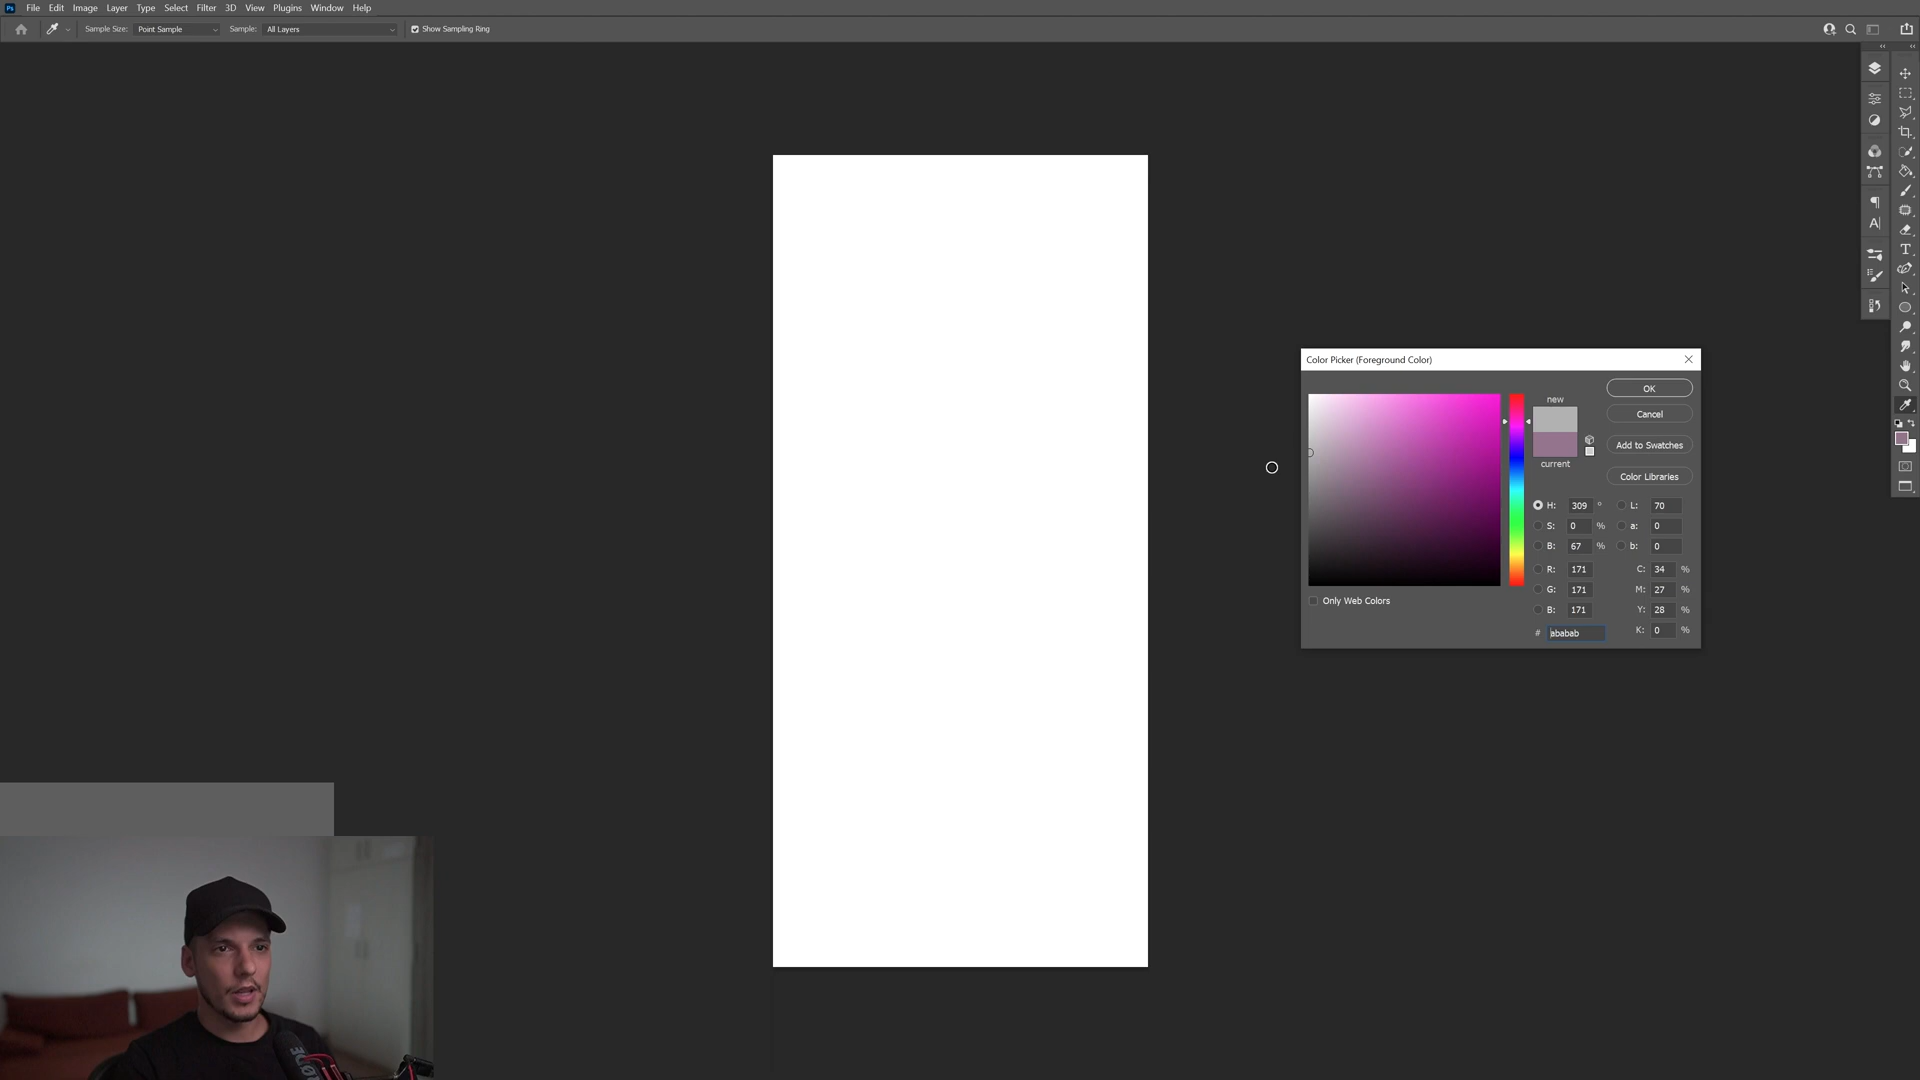 Ps File Edit Image Layer Type Select Filter 3D View Plugins Window Help
Sample Size: Point Sample Sample: All Layers Show Sampling Ring
Color Picker (Foreground Color)
new
current
OK
Cancel
Add to Swatches
Color Libraries
H: 309 ° L: 70
S: 0 % a: 0
B: 67 % b: 0
R: 171 C: 34 %
G: 171 M: 27 %
B: 171 Y: 28 %
# ababab K: 0 %
Only Web Colors